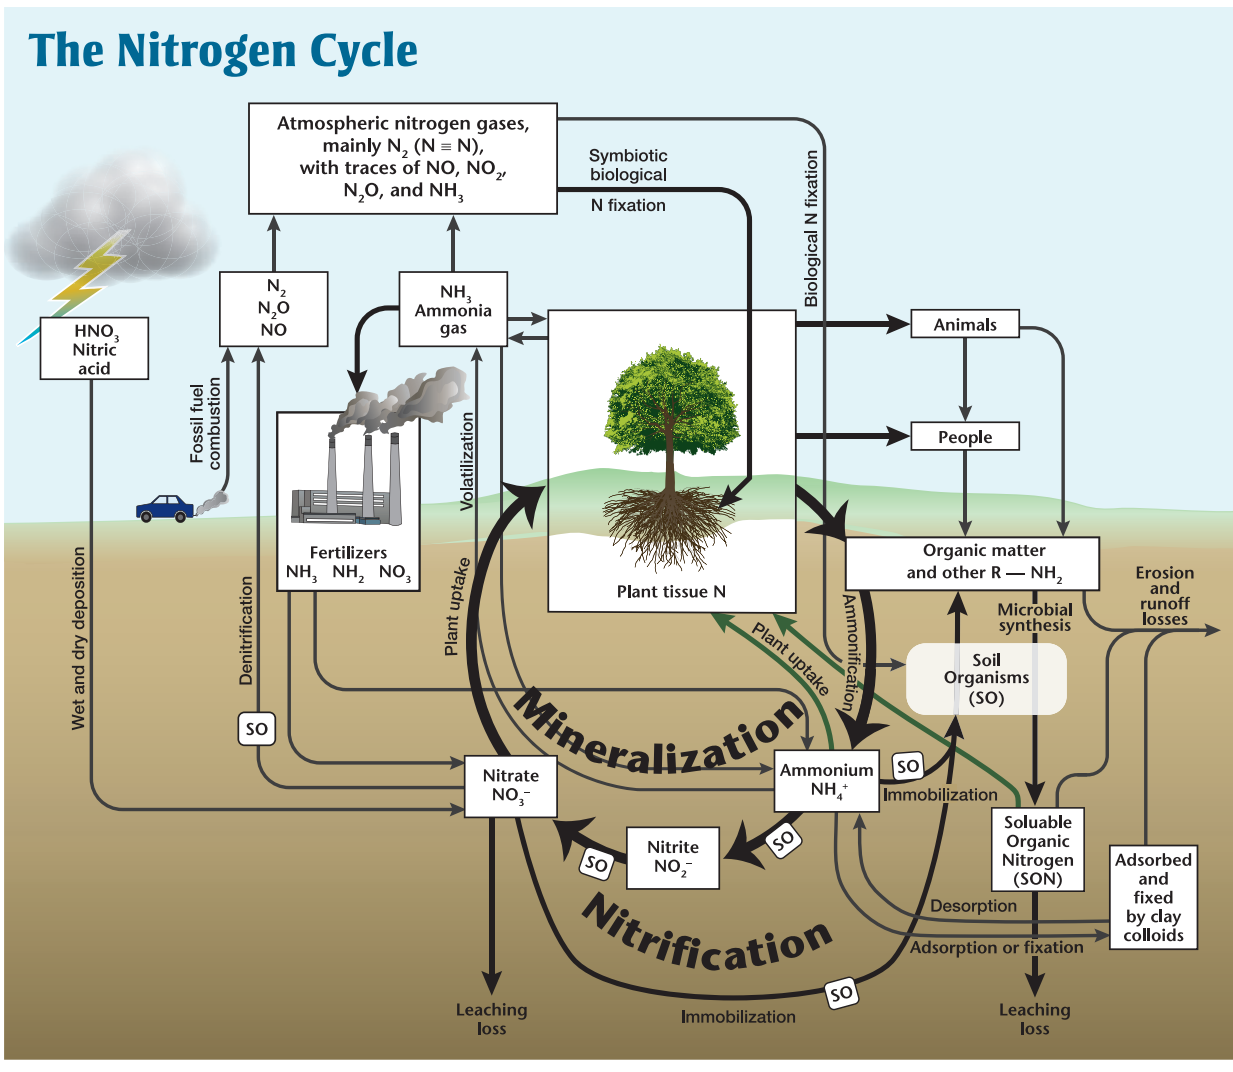 The Nitrogen Cycle
Atmospheric nitrogen gases,
mainly N₂ (N ≡ N),
with traces of NO, NO₂,
N₂O, and NH₃
Symbiotic
biological
N fixation
Biological N fixation
N₂
N₂O
NO
NH₃
Ammonia
gas
HNO₃
Nitric
acid
Animals
People
Fossil fuel
combustion
Volatilization
Fertilizers
NH₃ NH₂ NO₃
Plant tissue N
Organic matter
and other R — NH₂
Erosion
and
runoff
losses
Microbial
synthesis
Wet and dry deposition
Denitrification
Plant uptake
Plant uptake
Ammonification
Soil
Organisms
(SO)
SO
Mineralization
Nitrate
NO₃⁻
Ammonium
NH₄⁺
SO
Immobilization
Nitrite
NO₂⁻
SO
SO
Soluable
Organic
Nitrogen
(SON)
Adsorbed
and
fixed
by clay
colloids
Nitrification
Desorption
Adsorption or fixation
SO
Immobilization
Leaching
loss
Leaching
loss